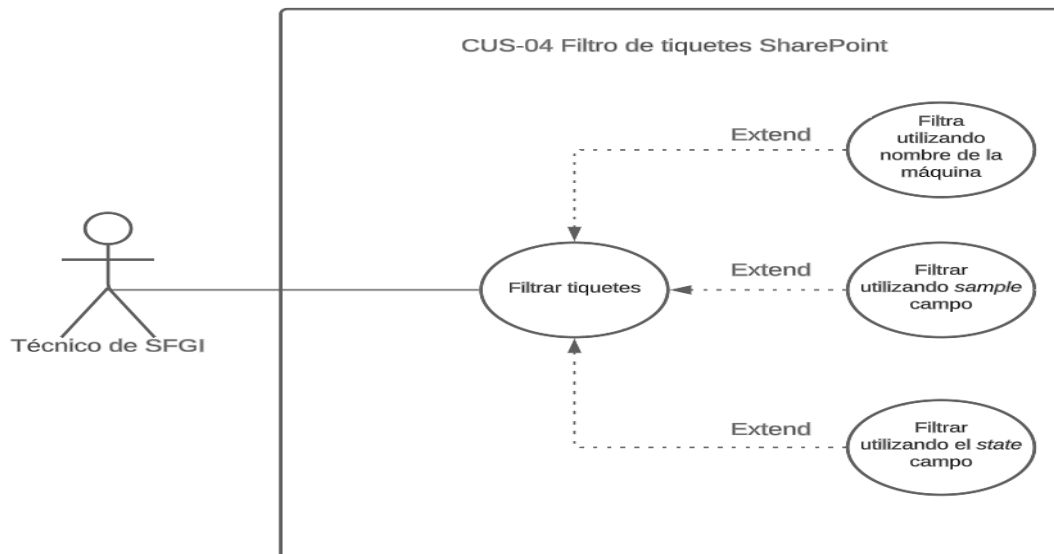 CUS-04 Filtro de tiquetes SharePoint
Extend
Filtra
utilizando
nombre de la
máquina
Filtrar tiquetes
Extend
Filtrar
utilizando sample
campo
Técnico de SFGI
Extend
Filtrar
utilizando el state
campo